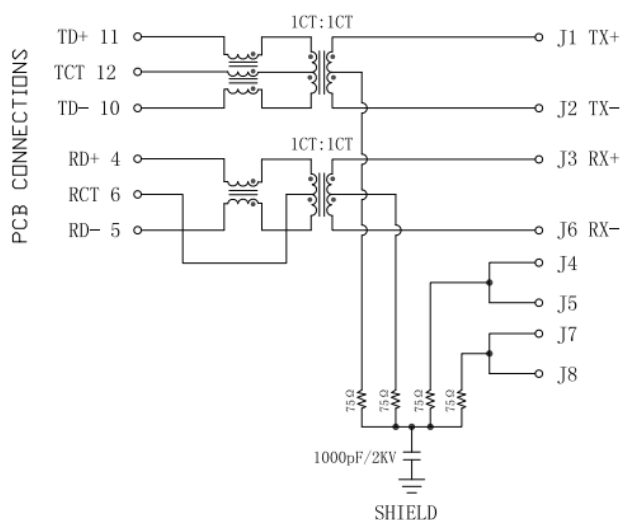 1CT:1CT
TD+ 11
J1 TX+
TCT 12
TD- 10
J2 TX-
PCB CONNECTIONS
1CT:1CT
RD+ 4
J3 RX+
RCT 6
RD- 5
J6 RX-
J4
J5
J7
J8
75Ω 75Ω 75Ω 75Ω
1000pF/2KV
SHIELD